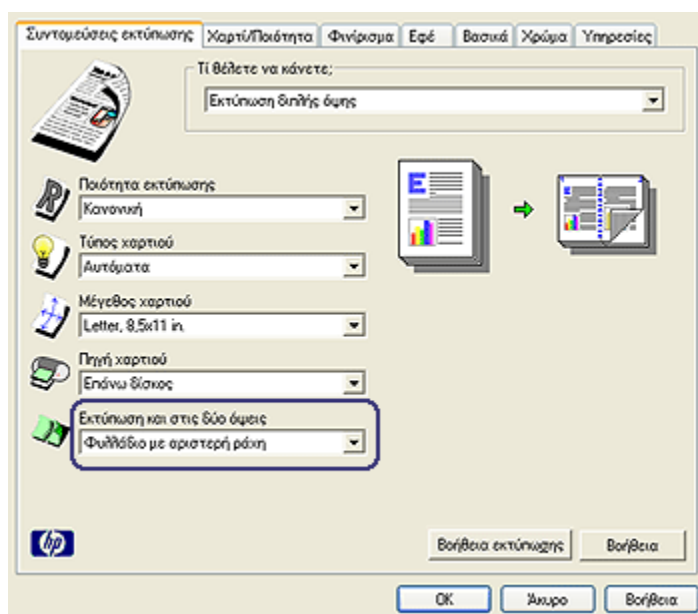 Συντομεύσεις εκτύπωσης Χαρτί/Ποιότητα Φινίρισμα Εφέ Βασικά Χρώμα Υπηρεσίες
Τί θέλετε να κάνετε;
Εκτύπωση διπλής όψης
Ποιότητα εκτύπωσης
Κανονική
Τύπος χαρτιού
Αυτόματα
Μέγεθος χαρτιού
Letter, 8,5x11 in.
Πηγή χαρτιού
Επάνω δίσκος
Εκτύπωση και στις δύο όψεις
Φυλλάδιο με αριστερή ράχη
E
hp
Βοήθεια εκτύπωσης Βοήθεια
OK Άκυρο Βοήθεια